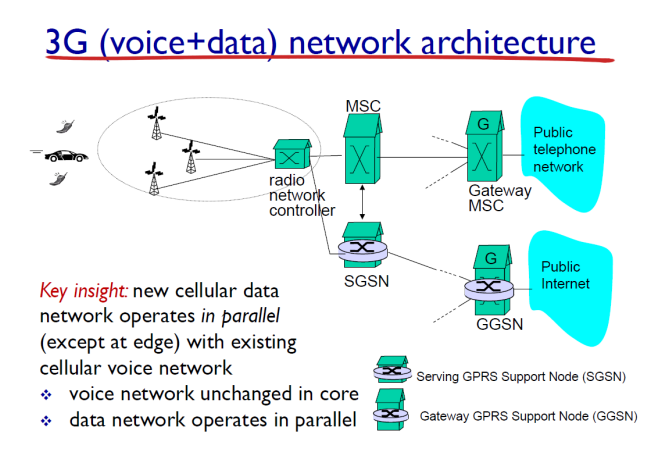 3G (voice+data) network architecture
MSC
G
Public
telephone
network
radio
network
controller
Gateway
MSC
G
Public
Internet
SGSN
GGSN
Key insight: new cellular data
network operates in parallel
(except at edge) with existing
cellular voice network
voice network unchanged in core
data network operates in parallel
Serving GPRS Support Node (SGSN)
Gateway GPRS Support Node (GGSN)